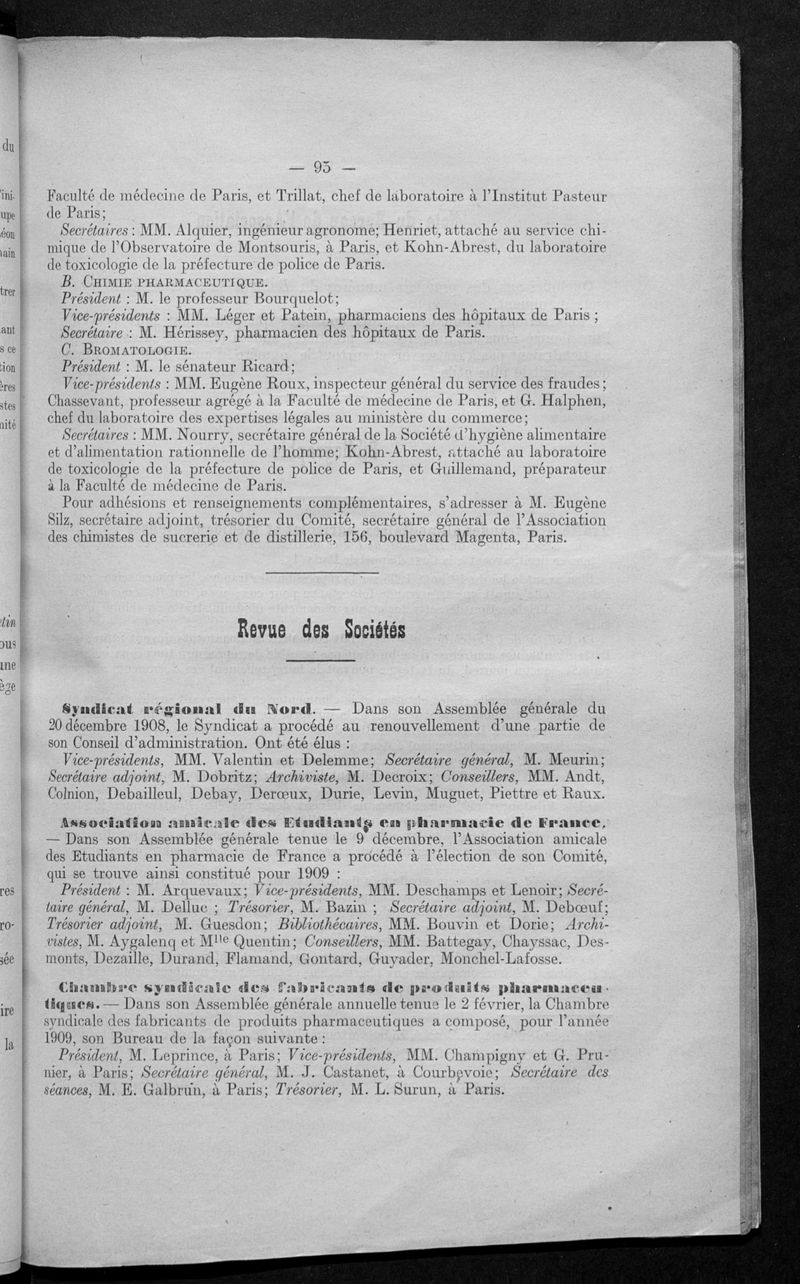 — 95 —
Faculté de médecine de Paris, et Trillat, chef de laboratoire à l'Institut Pasteur
de Paris;
Secrétaires : MM. Alquier, ingénieur agronome; Henriet, attaché au service chi-
mique de l'Observatoire de Montsouris, à Paris, et Kohn-Abrest, du laboratoire
de toxicologie de la préfecture de police de Paris.
B. CHIMIE PHARMACEUTIQUE.
Président : M. le professeur Bourquelot;
Vice-présidents : MM. Léger et Patein, pharmaciens des hôpitaux de Paris ;
Secrétaire : M. Hérissey, pharmacien des hôpitaux de Paris.
C. BROMATOLOGIE.
Président : M. le sénateur Ricard;
Vice-présidents : MM. Eugène Roux, inspecteur général du service des fraudes;
Chassevant, professeur agrégé à la Faculté de médecine de Paris, et G. Halphen,
chef du laboratoire des expertises légales au ministère du commerce;
Secrétaires : MM. Nourry, secrétaire général de la Société d'hygiène alimentaire
et d'alimentation rationnelle de l'homme; Kohn-Abrest, attaché au laboratoire
de toxicologie de la préfecture de police de Paris, et Guillemand, préparateur
à la Faculté de médecine de Paris.
Pour adhésions et renseignements complémentaires, s'adresser à M. Eugène
Silz, secrétaire adjoint, trésorier du Comité, secrétaire général de l'Association
des chimistes de sucrerie et de distillerie, 156, boulevard Magenta, Paris.
Revue des Sociétés
Syndicat régional du Nord. — Dans son Assemblée générale du
20 décembre 1908, le Syndicat a procédé au renouvellement d'une partie de
son Conseil d'administration. Ont été élus :
Vice-présidents, MM. Valentin et Delemme; Secrétaire général, M. Meurin;
Secrétaire adjoint, M. Dobritz; Archiviste, M. Decroix; Conseillers, MM. Andt,
Colnion, Debailleul, Debay, Derœux, Durie, Levin, Muguet, Piettre et Raux.
Association amicale des Etudiants en pharmacie de France.
— Dans son Assemblée générale tenue le 9 décembre, l'Association amicale
des Etudiants en pharmacie de France a procédé à l'élection de son Comité,
qui se trouve ainsi constitué pour 1909 :
Président : M. Arquevaux; Vice-présidents, MM. Deschamps et Lenoir; Secré-
taire général, M. Delluc ; Trésorier, M. Bazin ; Secrétaire adjoint, M. Debœuf;
Trésorier adjoint, M. Guesdon; Bibliothécaires, MM. Bouvin et Dorie; Archi-
vistes, M. Aygalenq et Mlle Quentin; Conseillers, MM. Battegay, Chayssac, Des-
monts, Dezaille, Durand, Flamand, Gontard, Guyader, Monchel-Lafosse.
Chambre syndicale des fabricants de produits pharmaceu-
tiques. — Dans son Assemblée générale annuelle tenue le 2 février, la Chambre
syndicale des fabricants de produits pharmaceutiques a composé, pour l'année
1909, son Bureau de la façon suivante :
Président, M. Leprince, à Paris; Vice-présidents, MM. Champigny et G. Pru-
nier, à Paris; Secrétaire général, M. J. Castanet, à Courbevoie; Secrétaire des
séances, M. E. Galbrun, à Paris; Trésorier, M. L. Surun, à Paris.